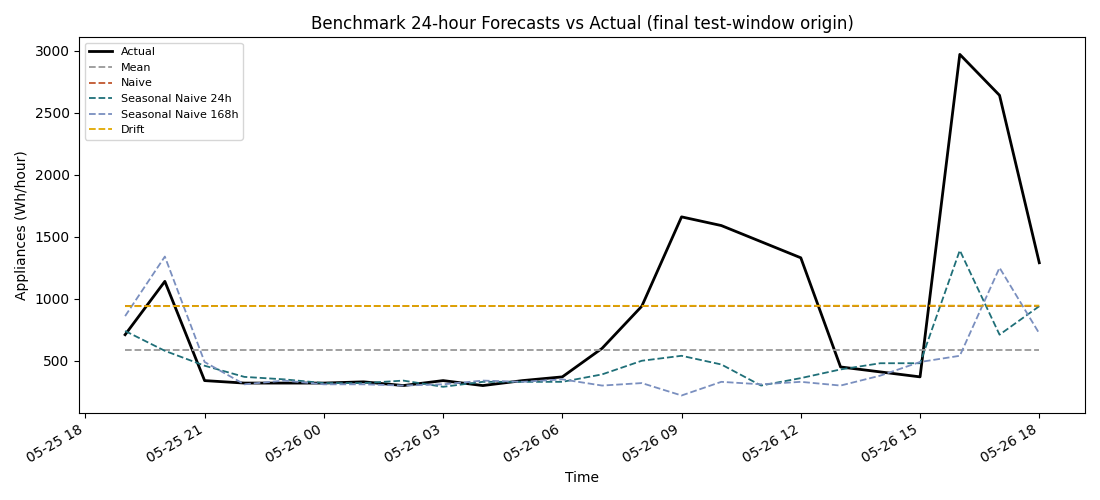 Benchmark 24-hour Forecasts vs Actual (final test-window origin)
Actual
Mean
Naive
Seasonal Naive 24h
Seasonal Naive 168h
Drift
Appliances (Wh/hour)
3000
2500
2000
1500
1000
500
05-25 18
05-25 21
05-26 00
05-26 03
05-26 06
05-26 09
05-26 12
05-26 15
05-26 18
Time